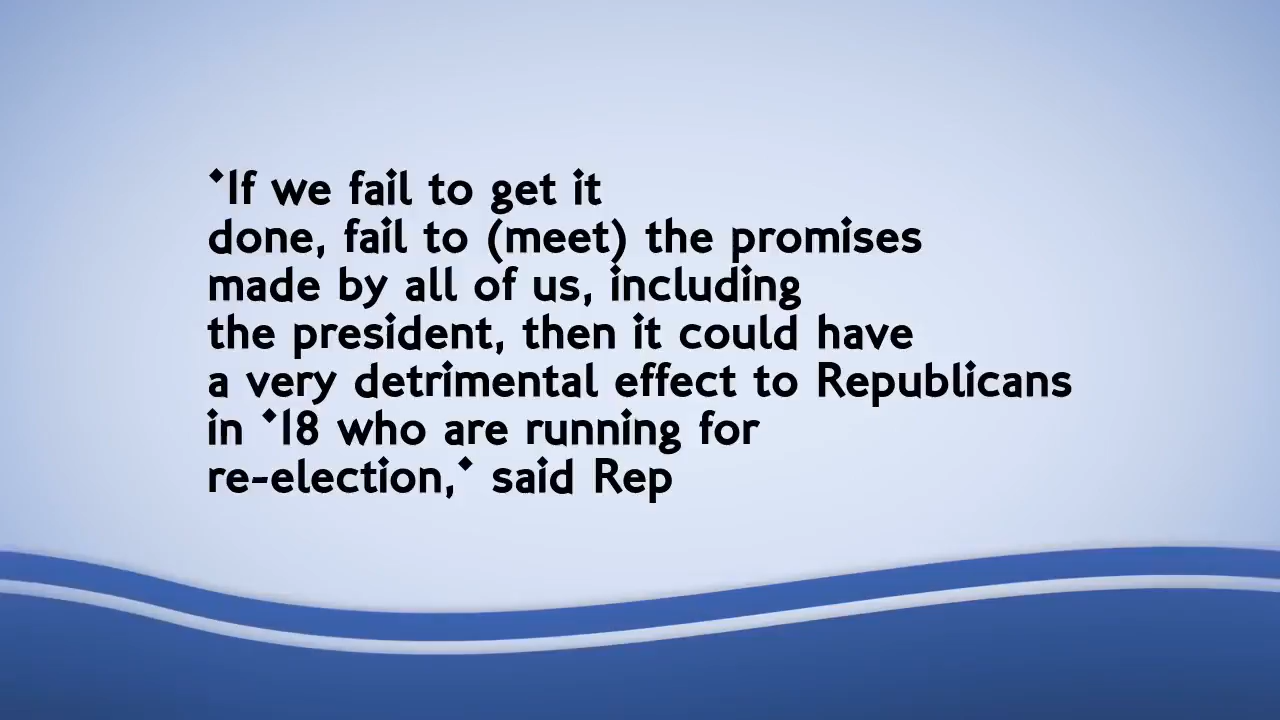 "If we fail to get it
done, fail to (meet) the promises
made by all of us, including
the president, then it could have
a very detrimental effect to Republicans
in '18 who are running for
re-election," said Rep